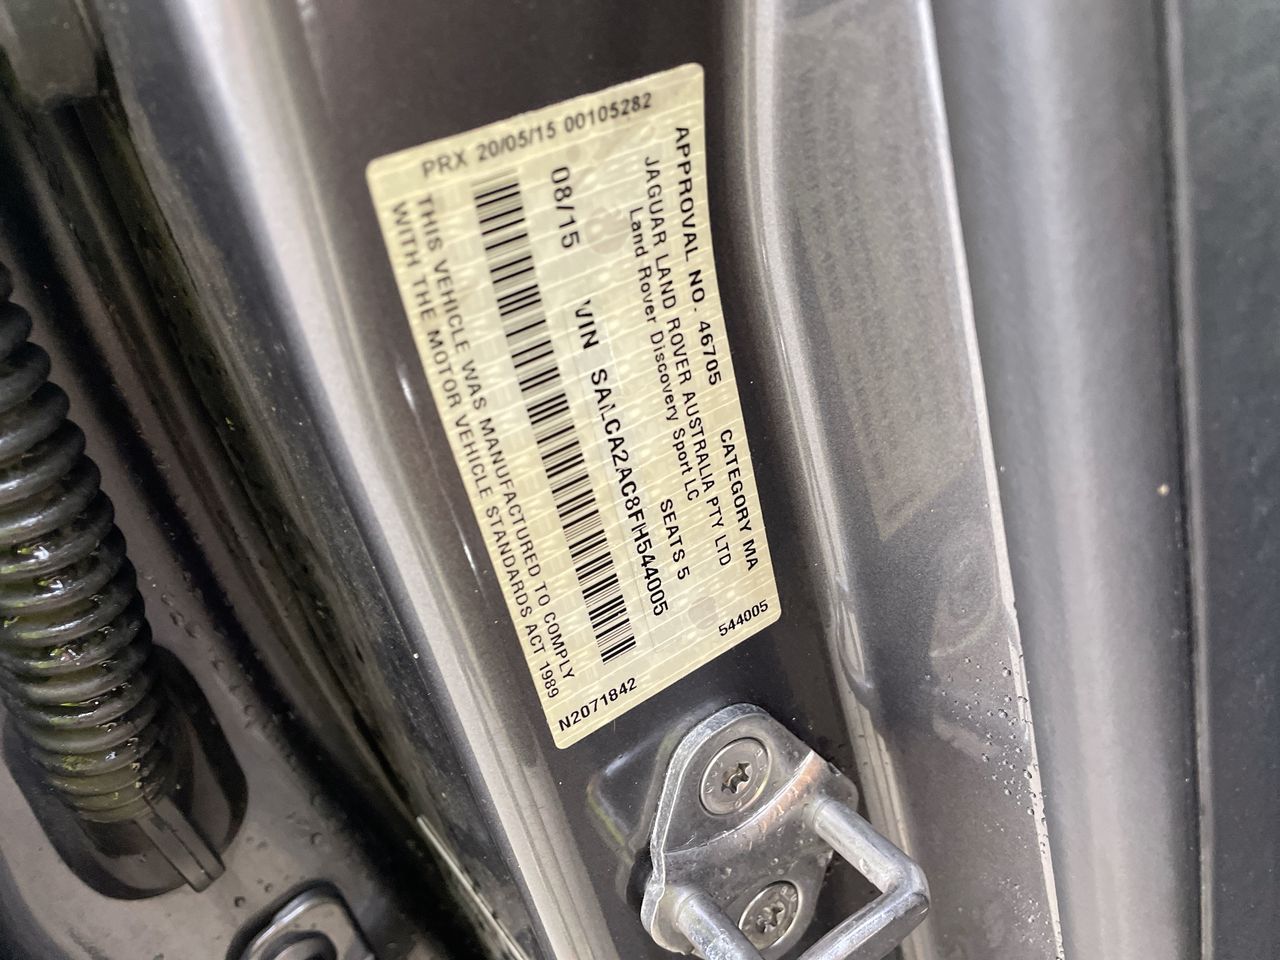 APPROVAL NO. 46705 CATEGORY MA
JAGUAR LAND ROVER AUSTRALIA PTY LTD
Land Rover Discovery Sport LC
SEATS 5
544005
08/15 VIN SALCA2AC8FH544005
THIS VEHICLE WAS MANUFACTURED TO COMPLY
WITH THE MOTOR VEHICLE STANDARDS ACT 1989
PRX 20/05/15 00105282
N2071842